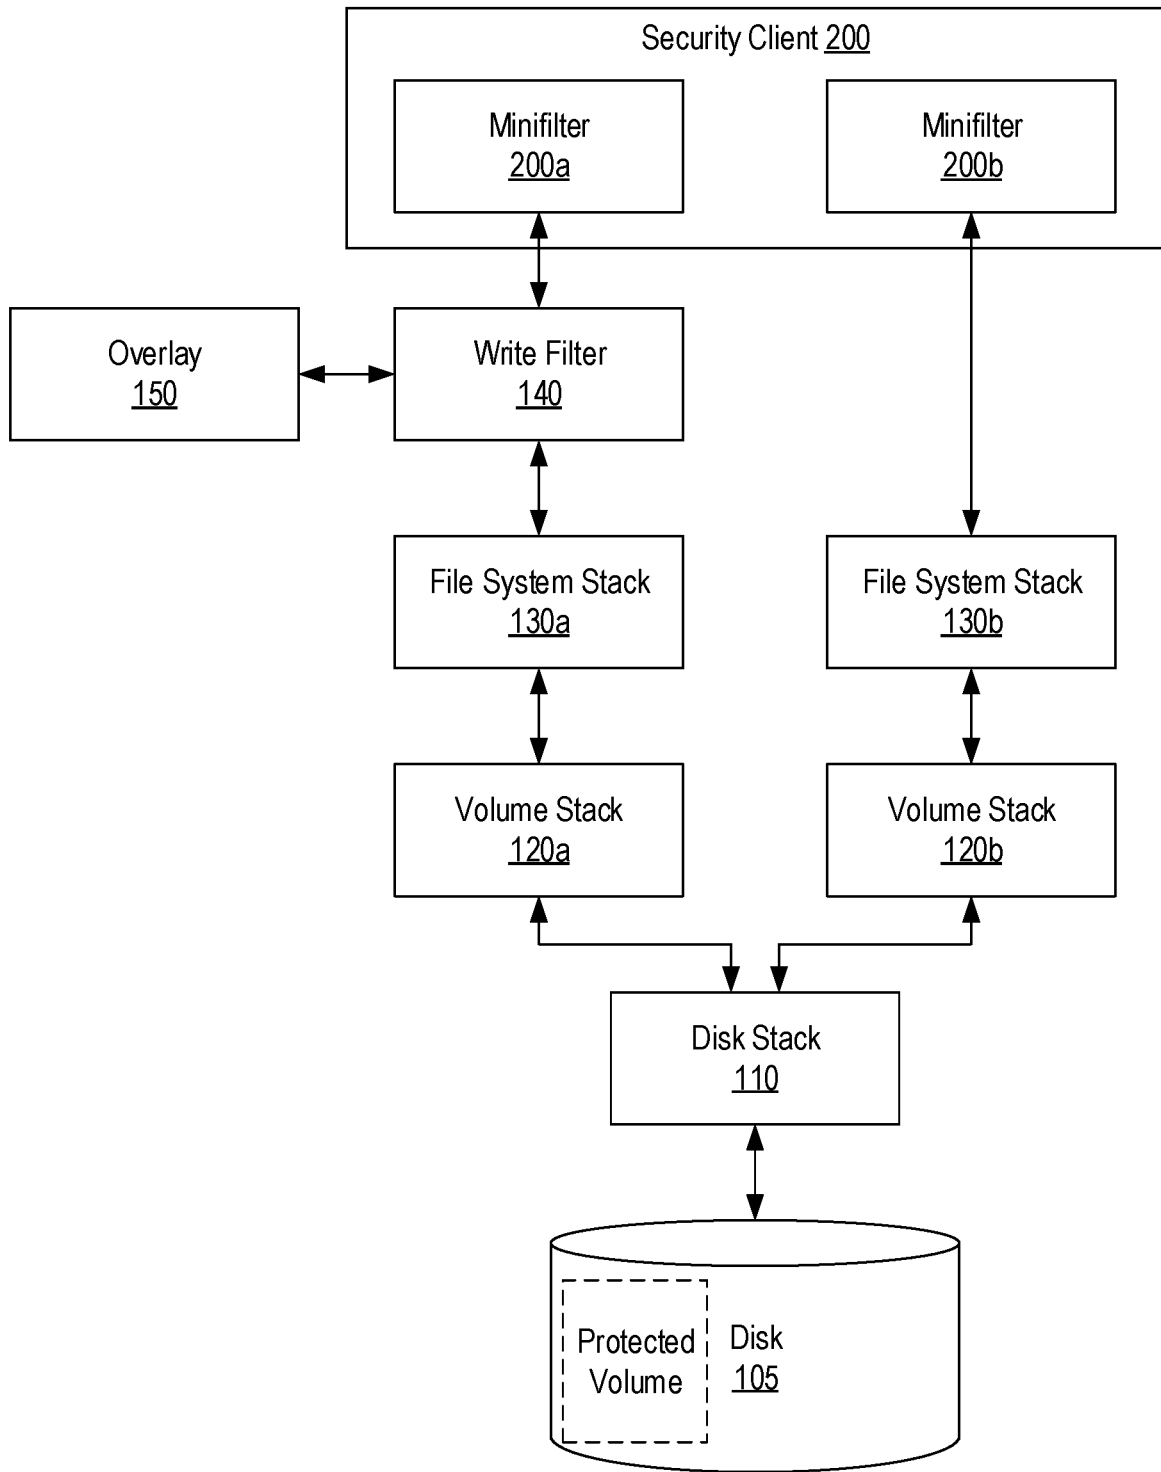 Security Client 200
Minifilter
200a
Minifilter
200b
Overlay
150
Write Filter
140
File System Stack
130a
File System Stack
130b
Volume Stack
120a
Volume Stack
120b
Disk Stack
110
Protected
Volume
Disk
105